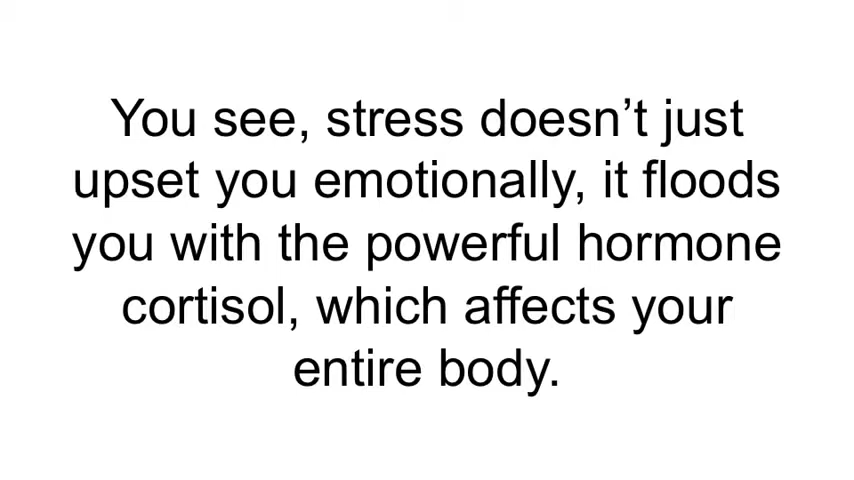 You see, stress doesn’t just
upset you emotionally, it floods
you with the powerful hormone
cortisol, which affects your
entire body.